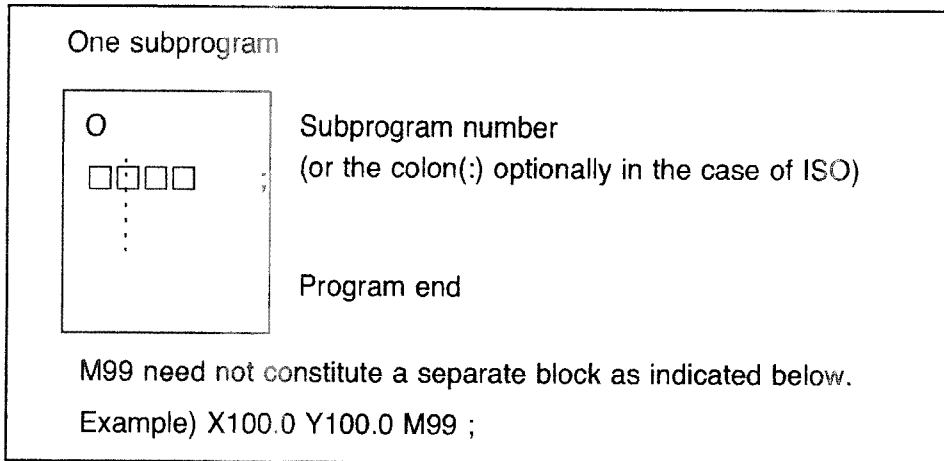 One subprogram
O Subprogram number
□□□□ ; (or the colon(:) optionally in the case of ISO)
Program end
M99 need not constitute a separate block as indicated below.
Example) X100.0 Y100.0 M99 ;